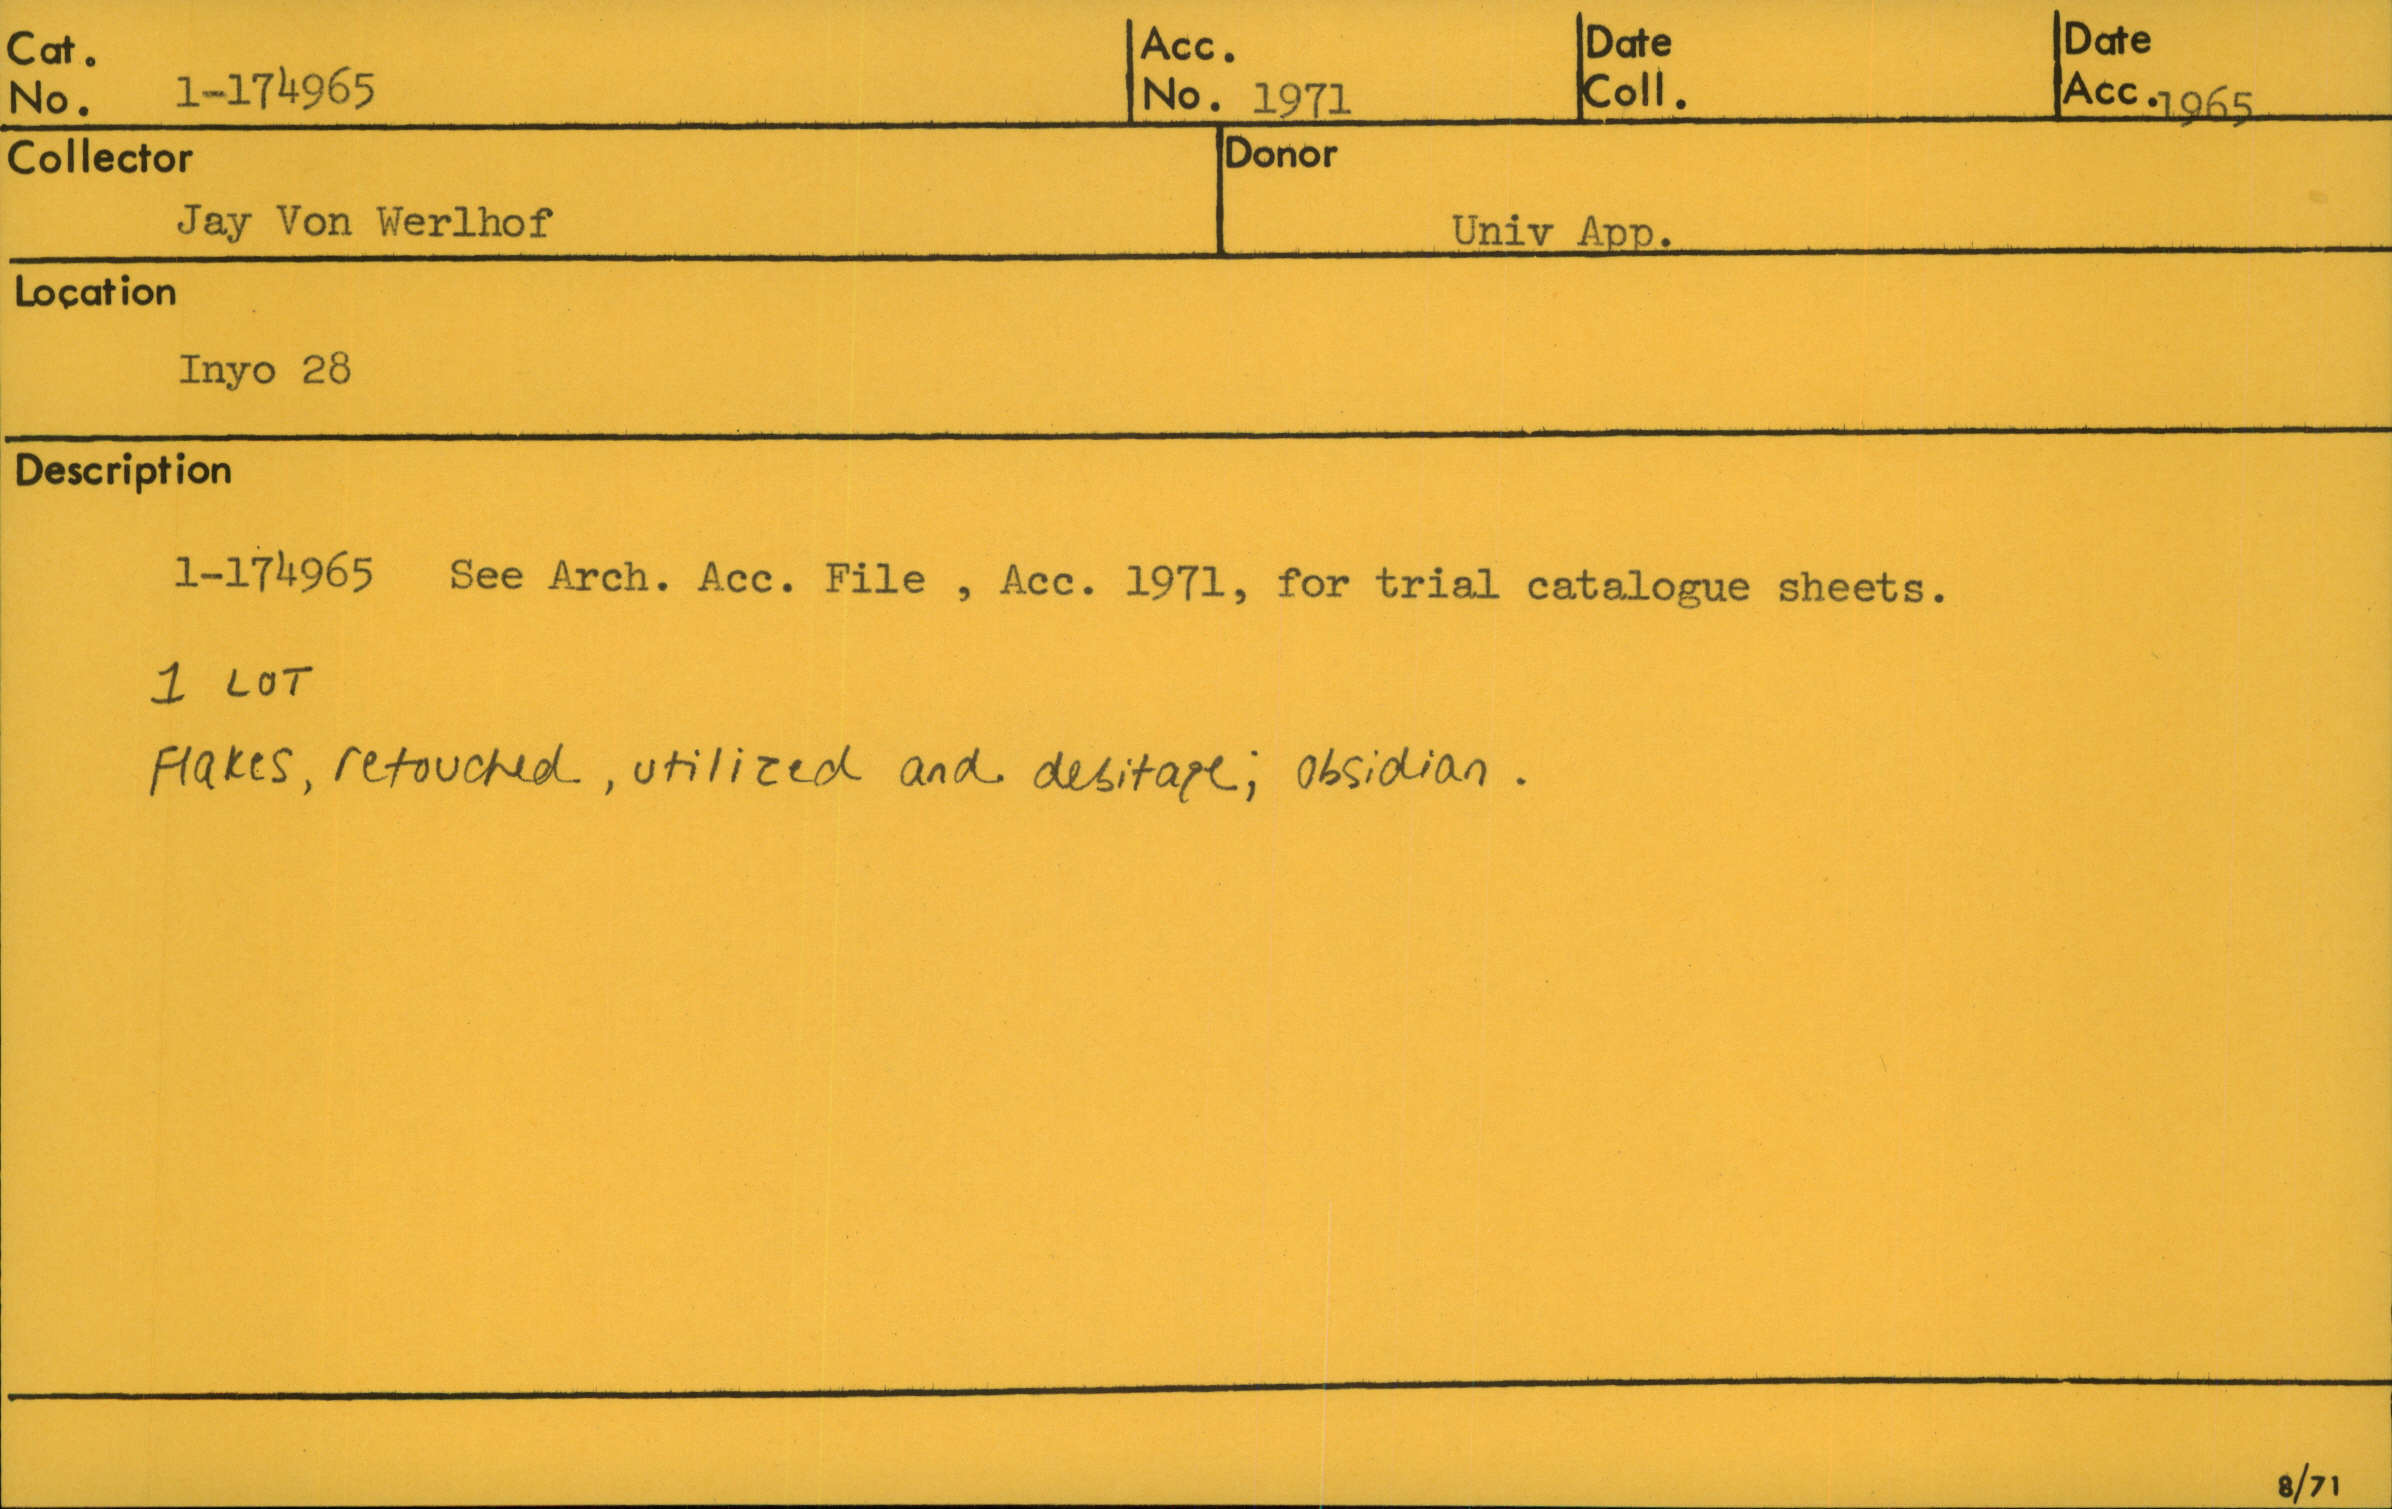 Cat. No. 1-174965 Acc. No. 1971 Date Coll. Date Acc. 1965
Collector Donor
Jay Von Werlhof Univ App.
Location
Inyo 28
Description
1-174965 See Arch. Acc. File , Acc. 1971, for trial catalogue sheets.
1 LOT
Flakes, retouched, utilized and debitage; obsidian.
8/71